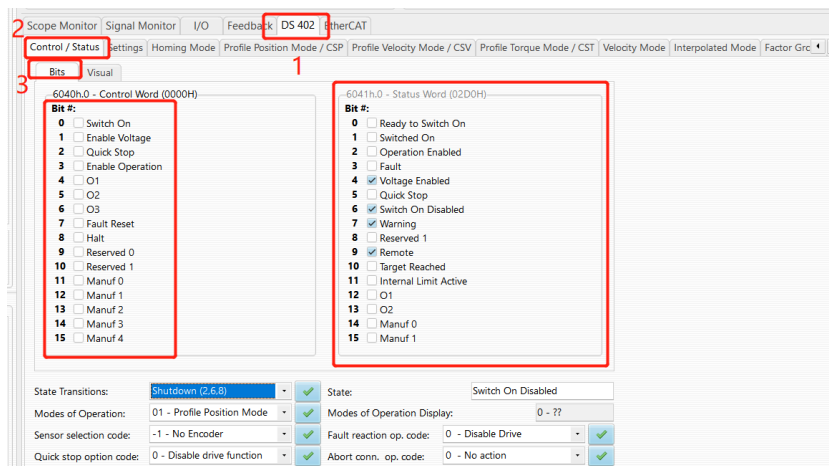 2
Scope Monitor Signal Monitor I/O Feedback DS 402 EtherCAT
Control / Status Settings Homing Mode Profile Position Mode / CSP Profile Velocity Mode / CSV Profile Torque Mode / CST Velocity Mode Interpolated Mode Factor Grc
1
Bits Visual
3
6040h.0 - Control Word (0000H) 6041h.0 - Status Word (02D0H)
Bit #: Bit #:
0 Switch On 0 Ready to Switch On
1 Enable Voltage 1 Switched On
2 Quick Stop 2 Operation Enabled
3 Enable Operation 3 Fault
4 O1 4 Voltage Enabled
5 O2 5 Quick Stop
6 O3 6 Switch On Disabled
7 Fault Reset 7 Warning
8 Halt 8 Reserved 1
9 Reserved 0 9 Remote
10 Reserved 1 10 Target Reached
11 Manuf 0 11 Internal Limit Active
12 Manuf 1 12 O1
13 Manuf 2 13 O2
14 Manuf 3 14 Manuf 0
15 Manuf 4 15 Manuf 1
State Transitions: Shutdown (2,6,8) State: Switch On Disabled
Modes of Operation: 01 - Profile Position Mode Modes of Operation Display: 0 - ??
Sensor selection code: -1 - No Encoder Fault reaction op. code: 0 - Disable Drive
Quick stop option code: 0 - Disable drive function Abort conn. op. code: 0 - No action